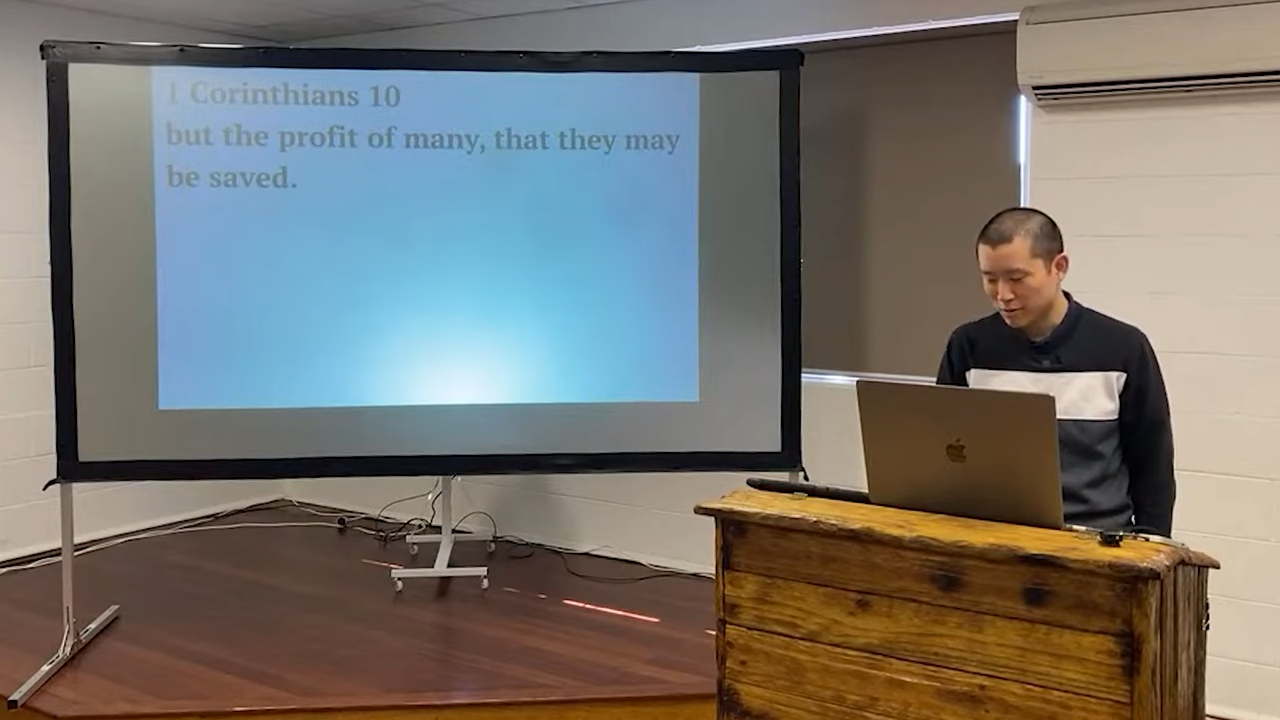 1 Corinthians 10
but the profit of many, that they may
be saved.